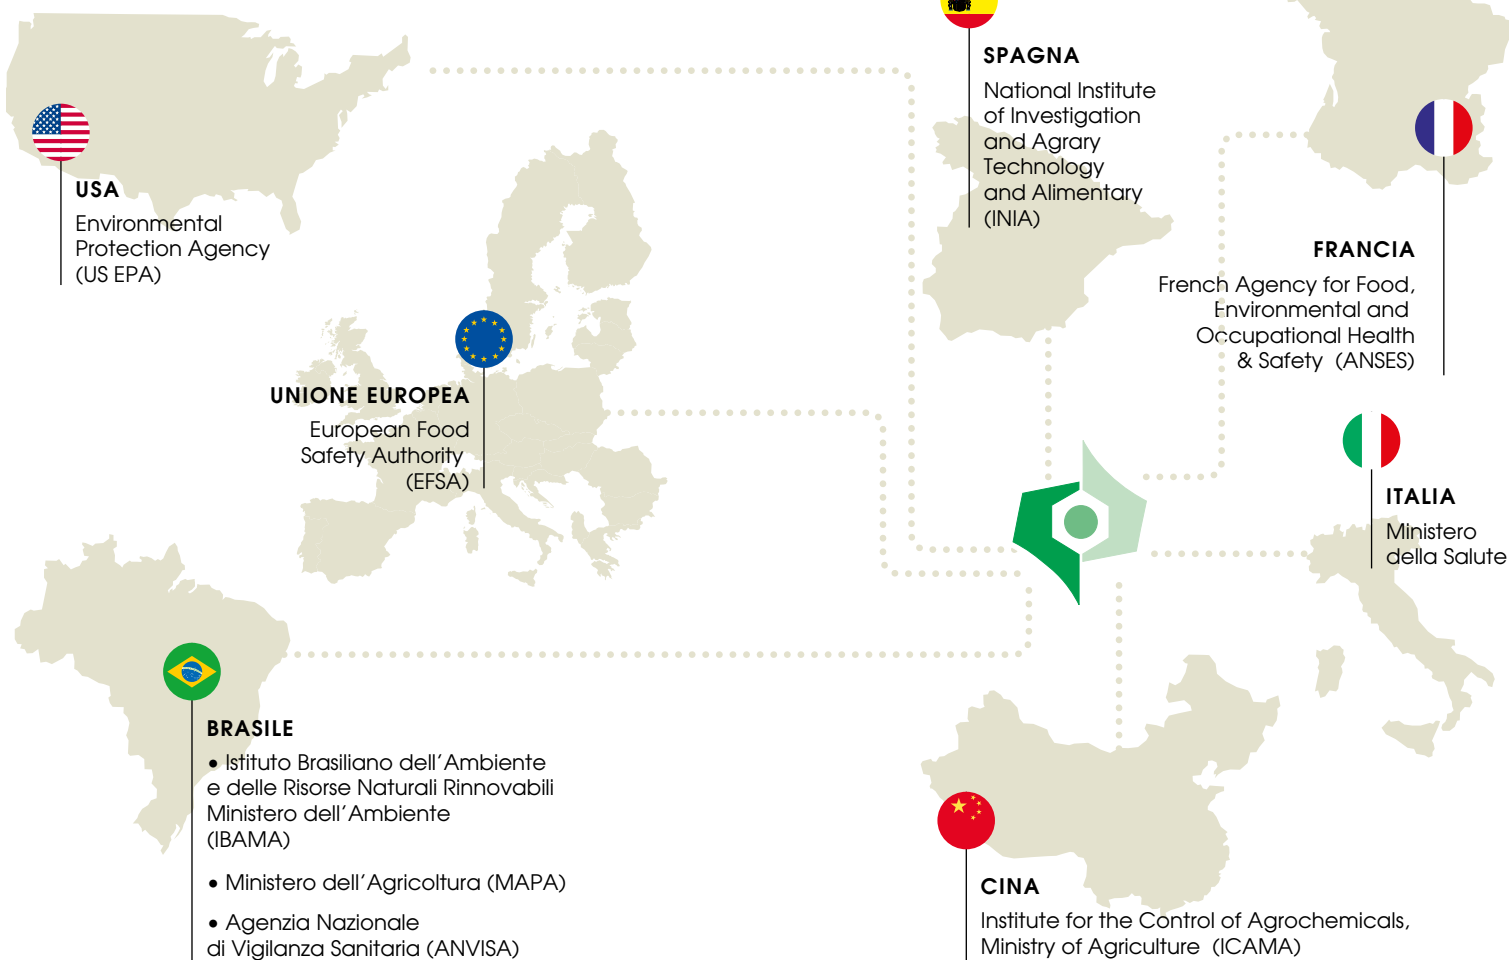 USA
Environmental
Protection Agency
(US EPA)
SPAGNA
National Institute
of Investigation
and Agrary
Technology
and Alimentary
(INIA)
FRANCIA
French Agency for Food,
Environmental and
Occupational Health
& Safety (ANSES)
UNIONE EUROPEA
European Food
Safety Authority
(EFSA)
ITALIA
Ministero
della Salute
BRASILE
• Istituto Brasiliano dell'Ambiente
e delle Risorse Naturali Rinnovabili
Ministero dell'Ambiente
(IBAMA)
• Ministero dell'Agricoltura (MAPA)
• Agenzia Nazionale
di Vigilanza Sanitaria (ANVISA)
CINA
Institute for the Control of Agrochemicals,
Ministry of Agriculture (ICAMA)